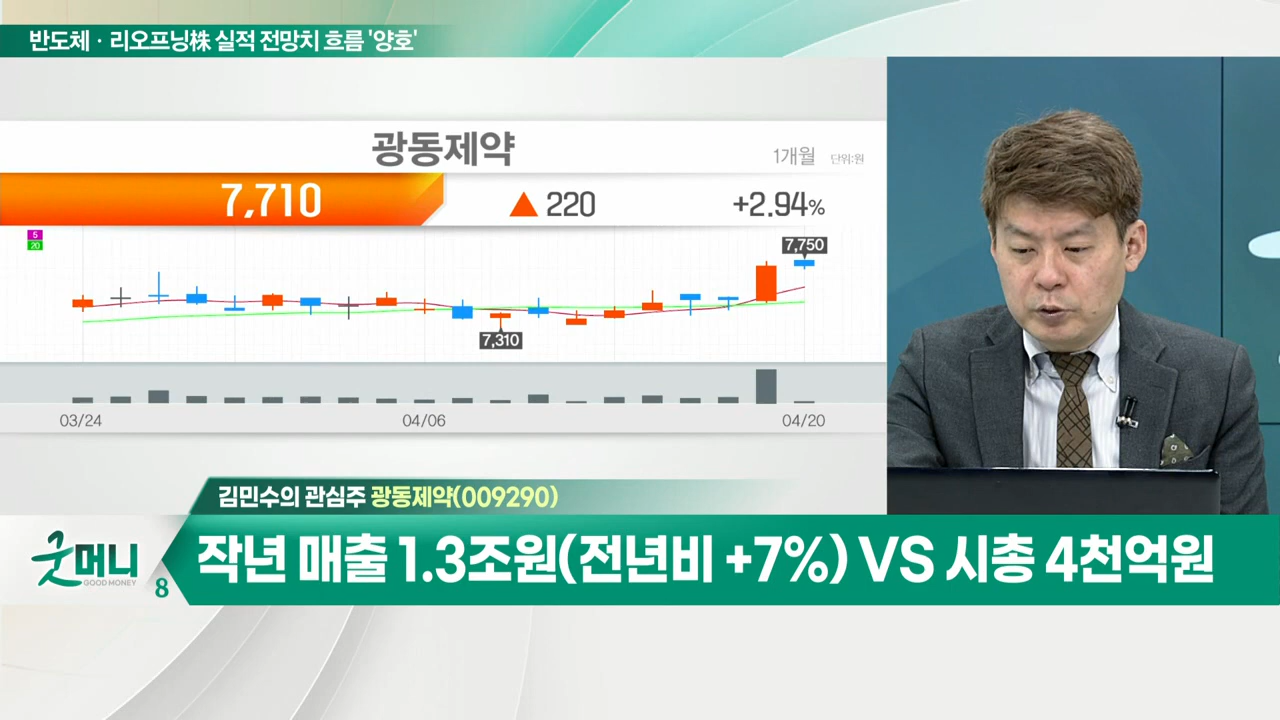 반도체 · 리오프닝株 실적 전망치 흐름 '양호'
광동제약
1개월 단위:원
7,710 ▲ 220 +2.94%
5
20
7,750
7,310
03/24 04/06 04/20
김민수의 관심주 광동제약(009290)
굿머니
GOOD MONEY
8
작년 매출 1.3조원(전년비 +7%) VS 시총 4천억원